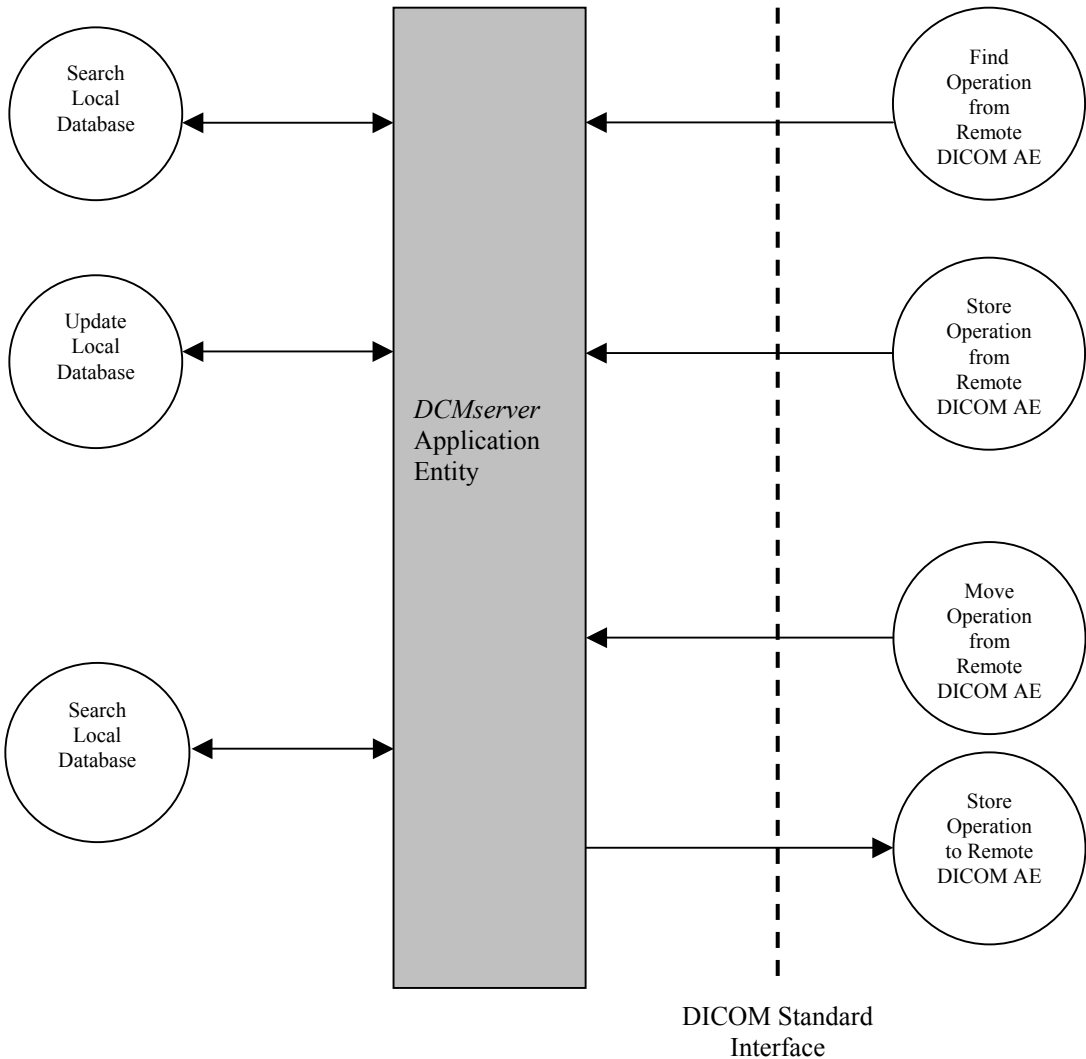 Search
Local
Database
Find
Operation
from
Remote
DICOM AE
Update
Local
Database
Store
Operation
from
Remote
DICOM AE
DCMserver
Application
Entity
Move
Operation
from
Remote
DICOM AE
Search
Local
Database
Store
Operation
to Remote
DICOM AE
DICOM Standard
Interface